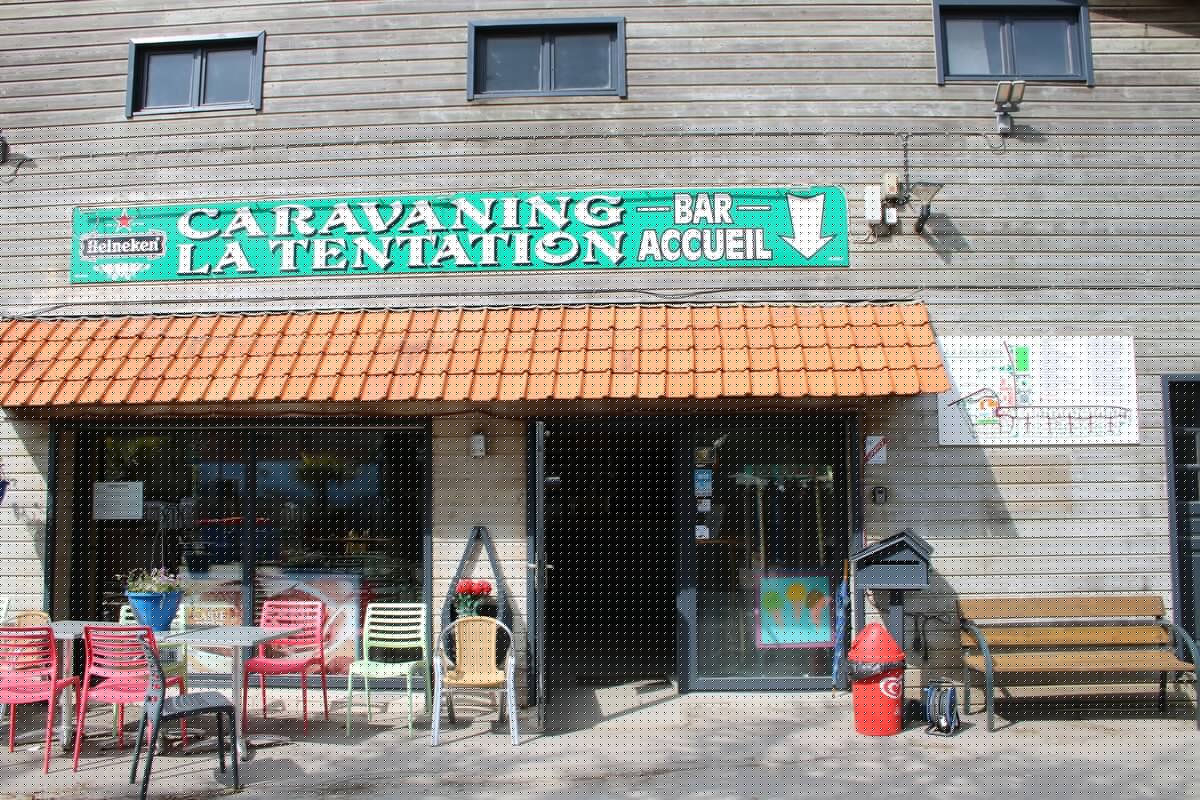 Heineken
CARAVANING
LA TENTATION
BAR
ACCUEIL